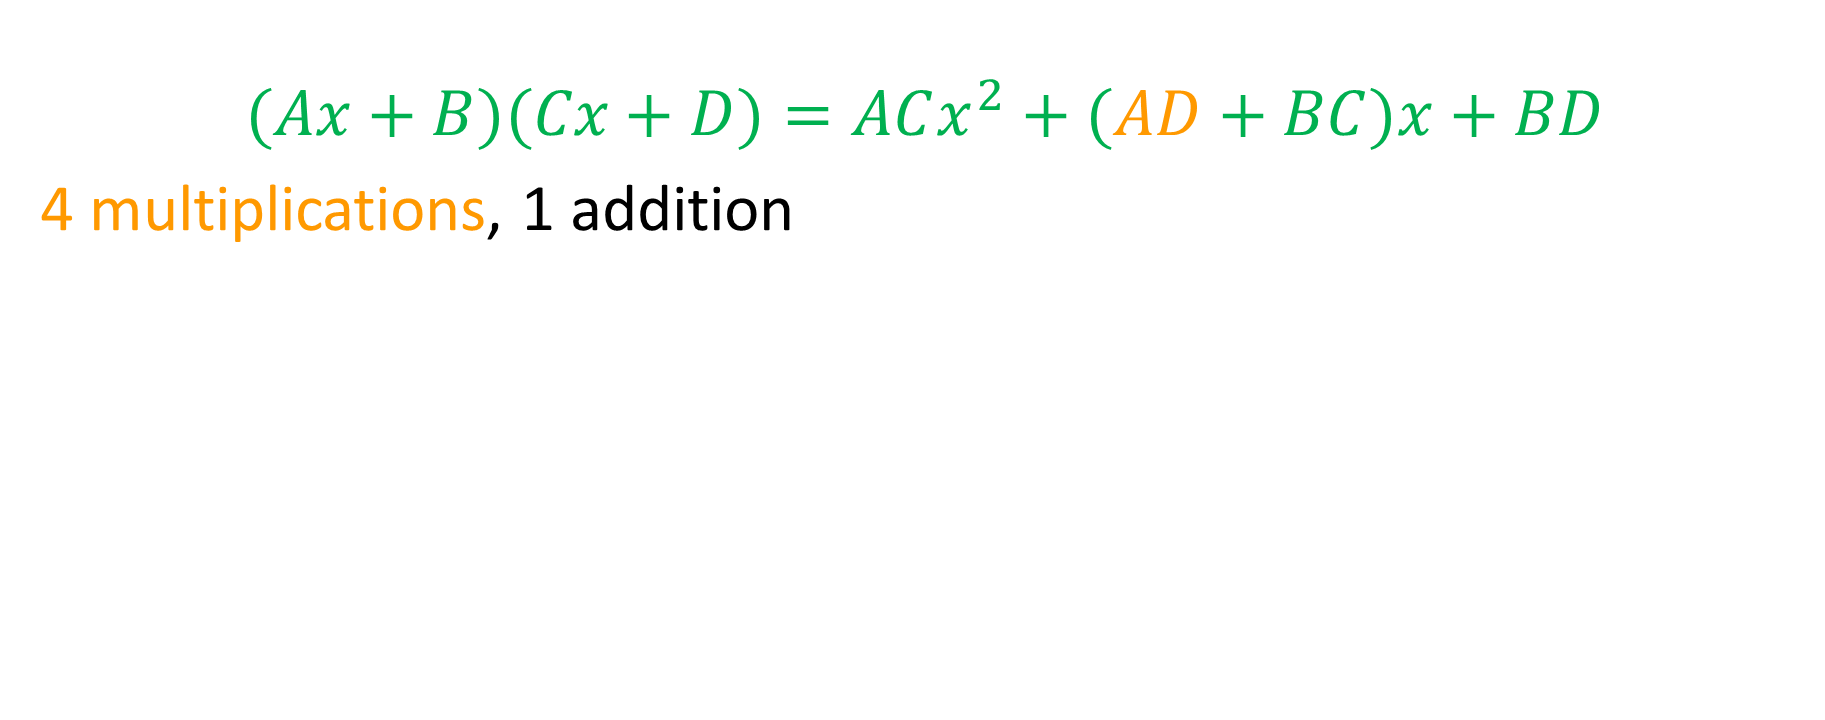 (Ax + B)(Cx + D) = ACx² + (AD + BC)x + BD
4 multiplications, 1 addition